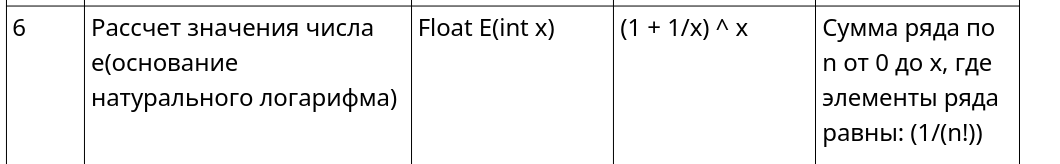 6
Рассчет значения числа
е(основание
натурального логарифма)
Float E(int x)
(1 + 1/x) ^ x
Сумма ряда по
n от 0 до x, где
элементы ряда
равны: (1/(n!))